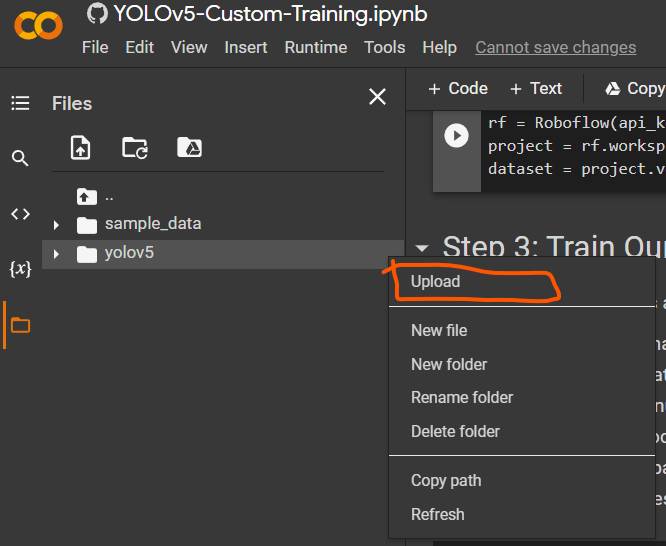 YOLOv5-Custom-Training.ipynb
File Edit View Insert Runtime Tools Help Cannot save changes
Files
+ Code + Text Copy
..
sample_data
yolov5
{x}
rf = Roboflow(api_k
project = rf.worksp
dataset = project.v
Step 3: Train Our
Upload
New file
New folder
Rename folder
Delete folder
Copy path
Refresh